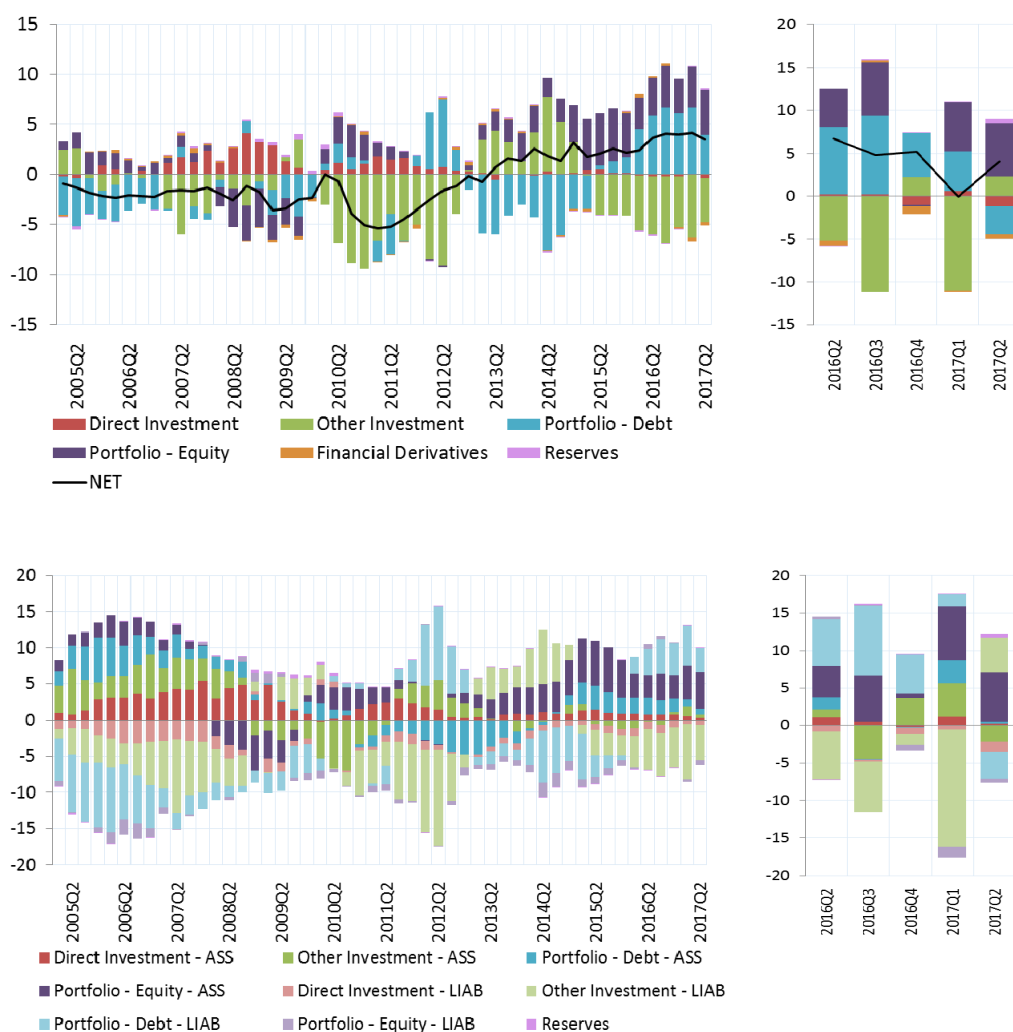 15
10
5
0
-5
-10
-15
2005Q2
2006Q2
2007Q2
2008Q2
2009Q2
2010Q2
2011Q2
2012Q2
2013Q2
2014Q2
2015Q2
2016Q2
2017Q2
20
15
10
5
0
-5
-10
-15
2016Q2
2016Q3
2016Q4
2017Q1
2017Q2
Direct Investment Other Investment Portfolio - Debt
Portfolio - Equity Financial Derivatives Reserves
NET
20
15
10
5
0
-5
-10
-15
-20
2005Q2
2006Q2
2007Q2
2008Q2
2009Q2
2010Q2
2011Q2
2012Q2
2013Q2
2014Q2
2015Q2
2016Q2
2017Q2
20
15
10
5
0
-5
-10
-15
-20
2016Q2
2016Q3
2016Q4
2017Q1
2017Q2
Direct Investment - ASS Other Investment - ASS Portfolio - Debt - ASS
Portfolio - Equity - ASS Direct Investment - LIAB Other Investment - LIAB
Portfolio - Debt - LIAB Portfolio - Equity - LIAB Reserves